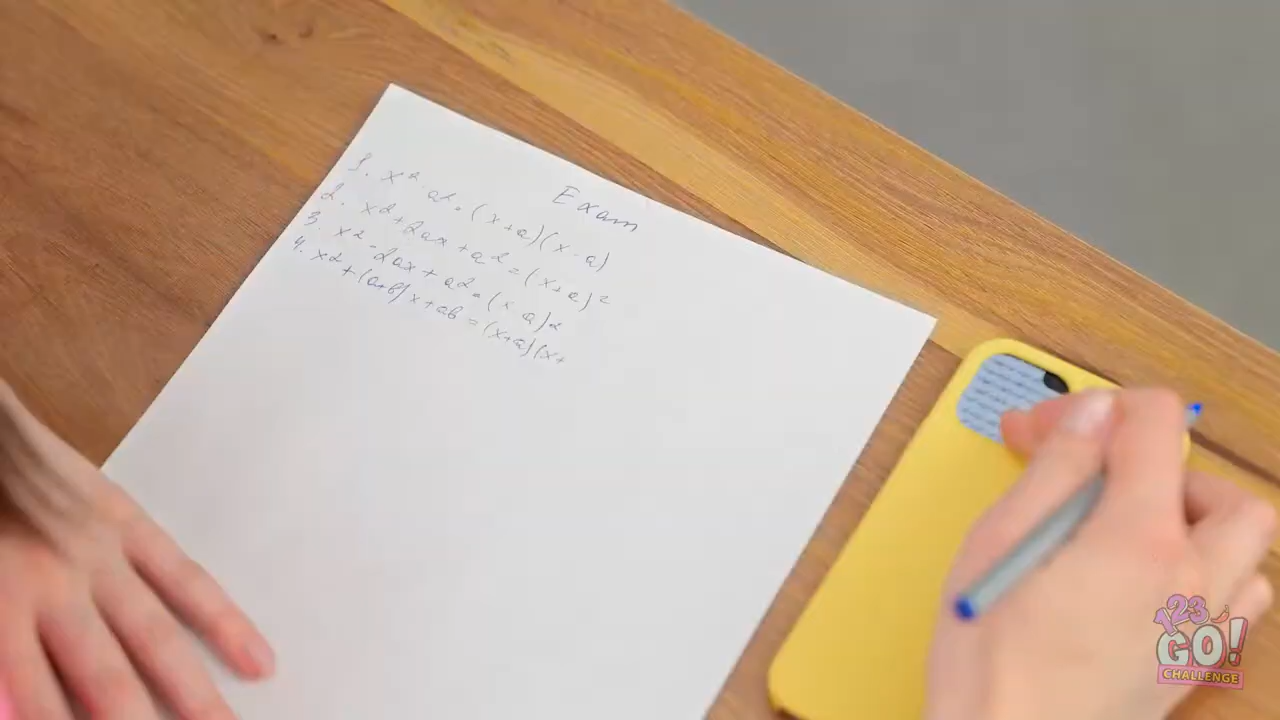 Exam
1. x² - a² = (x+a)(x-a)
2. x² + 2ax + a² = (x+a)²
3. x² - 2ax + a² = (x-a)²
4. x² + (a+b)x + ab = (x+a)(x+
123
GO!
CHALLENGE